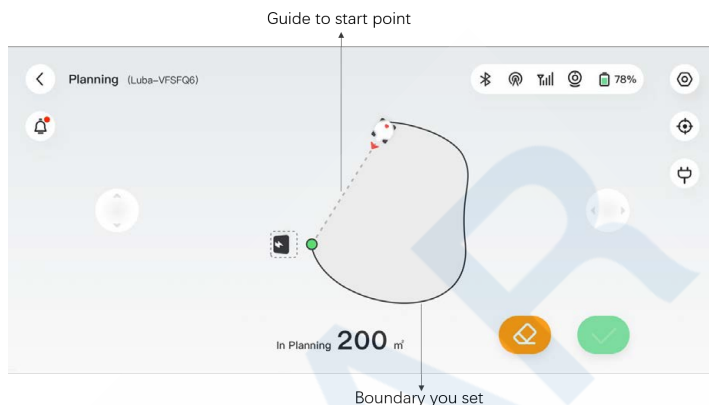 Guide to start point
Planning (Luba-VFSFQ6)
78%
In Planning 200 m²
Boundary you set